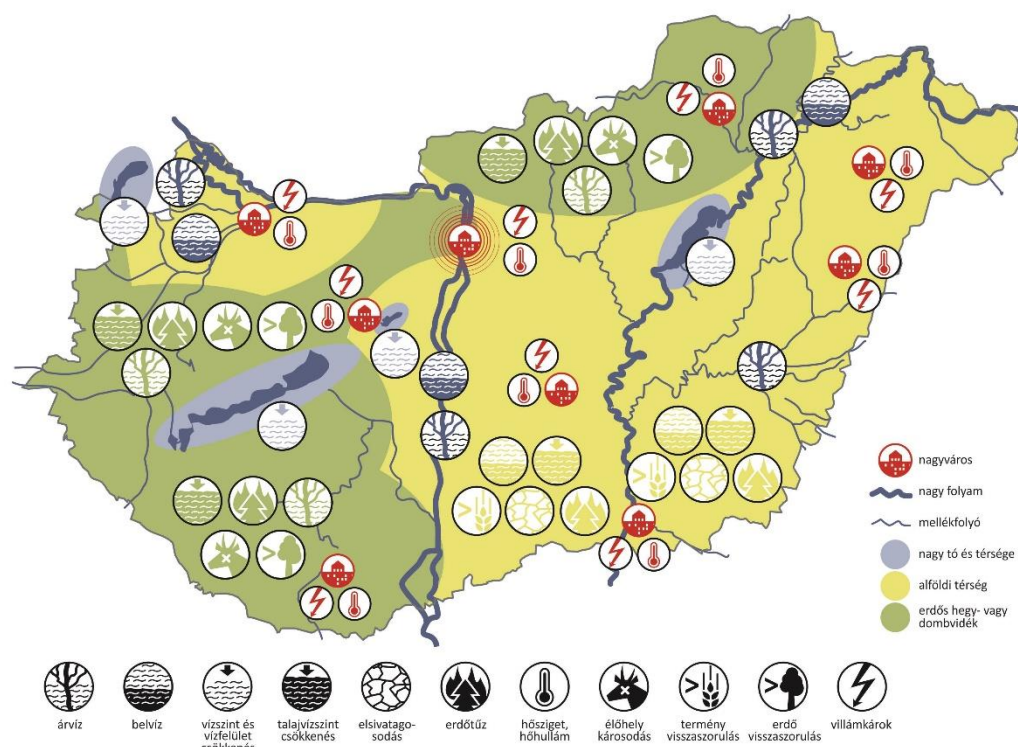 nagyváros
nagy folyam
mellékfolyó
nagy tó és térsége
alföldi térség
erdős hegy- vagy
dombvidék
árvíz
belvíz
vízszint és
vízfelület
csökkenés
talajvízszint
csökkenés
elsivatago-
sodás
erdőtűz
hősziget,
hőhullám
élőhely
károsodás
termény
visszaszorulás
erdő
visszaszorulás
villámkárok